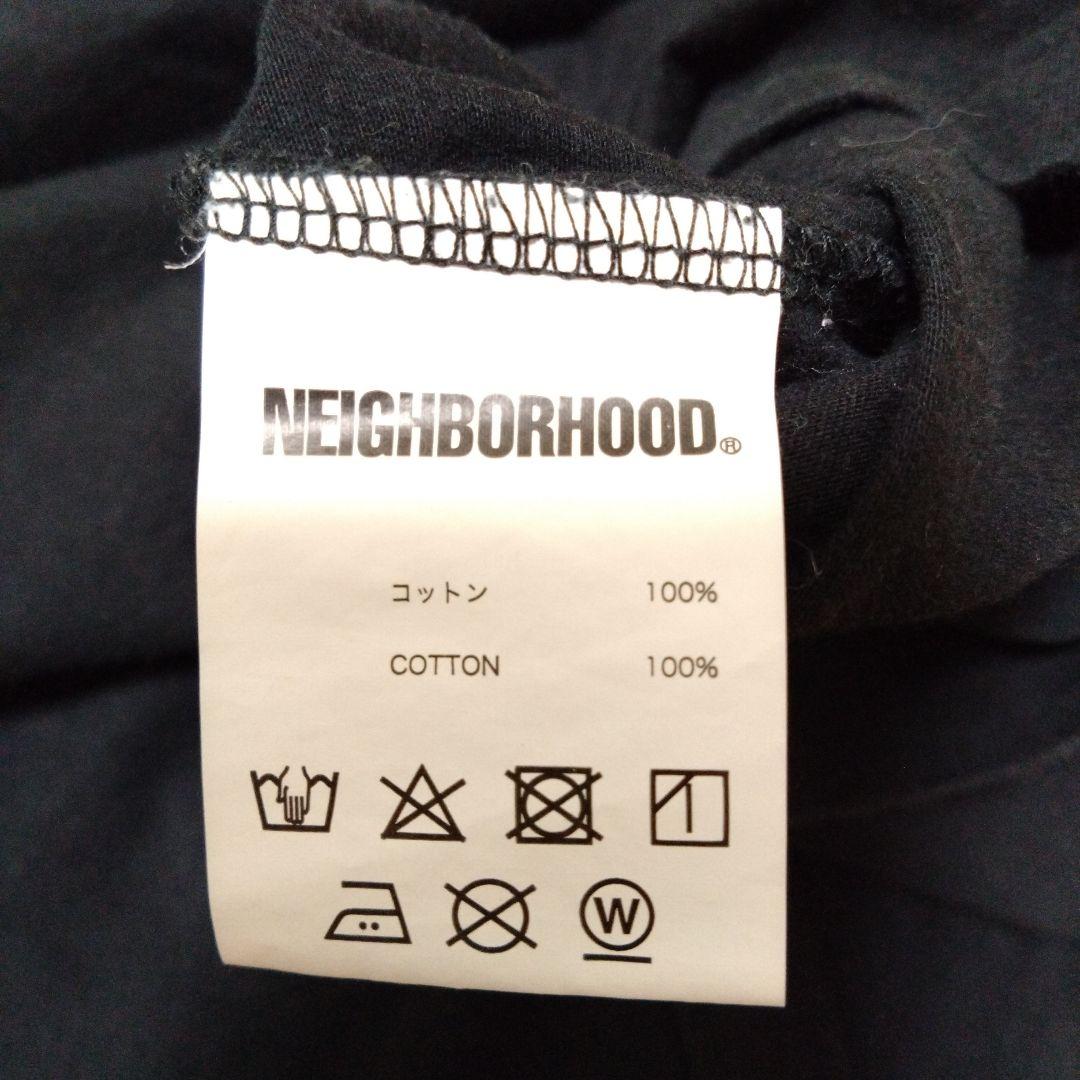 NEIGHBORHOOD®
コットン 100%
COTTON 100%
W